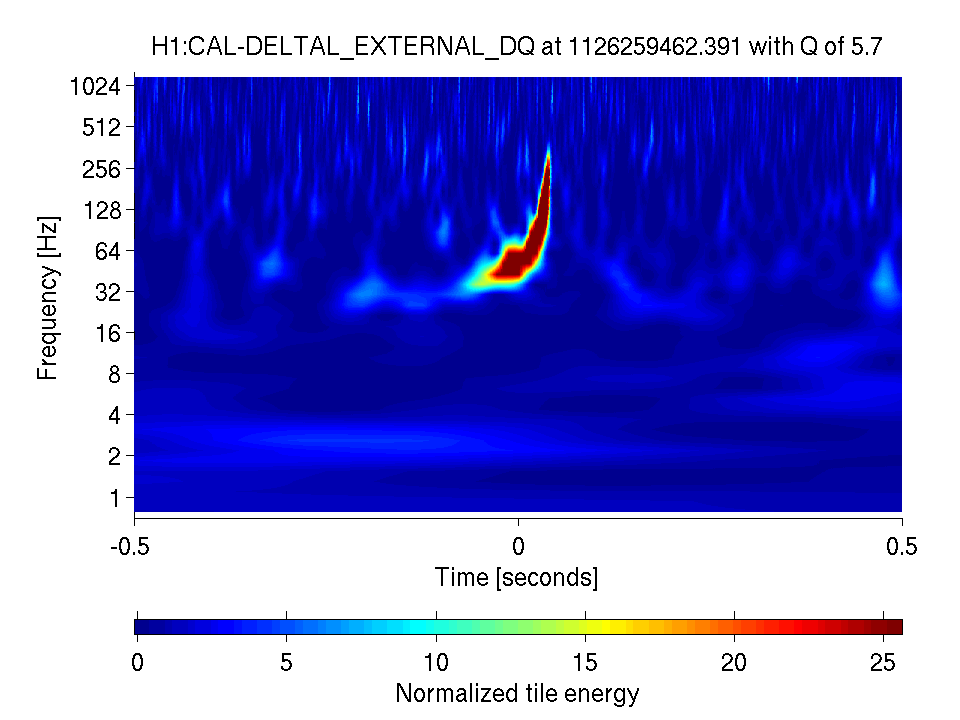 H1:CAL-DELTAL_EXTERNAL_DQ at 1126259462.391 with Q of 5.7
1024
512
256
128
64
32
16
8
4
2
1
Frequency [Hz]
-0.5 0 0.5
Time [seconds]
0 5 10 15 20 25
Normalized tile energy